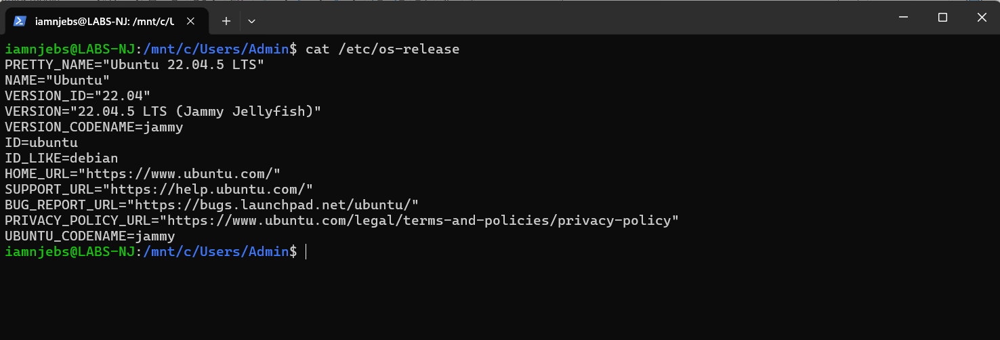 iamnjebs@LABS-NJ: /mnt/c/U
iamnjebs@LABS-NJ:/mnt/c/Users/Admin$ cat /etc/os-release
PRETTY_NAME="Ubuntu 22.04.5 LTS"
NAME="Ubuntu"
VERSION_ID="22.04"
VERSION="22.04.5 LTS (Jammy Jellyfish)"
VERSION_CODENAME=jammy
ID=ubuntu
ID_LIKE=debian
HOME_URL="https://www.ubuntu.com/"
SUPPORT_URL="https://help.ubuntu.com/"
BUG_REPORT_URL="https://bugs.launchpad.net/ubuntu/"
PRIVACY_POLICY_URL="https://www.ubuntu.com/legal/terms-and-policies/privacy-policy"
UBUNTU_CODENAME=jammy
iamnjebs@LABS-NJ:/mnt/c/Users/Admin$